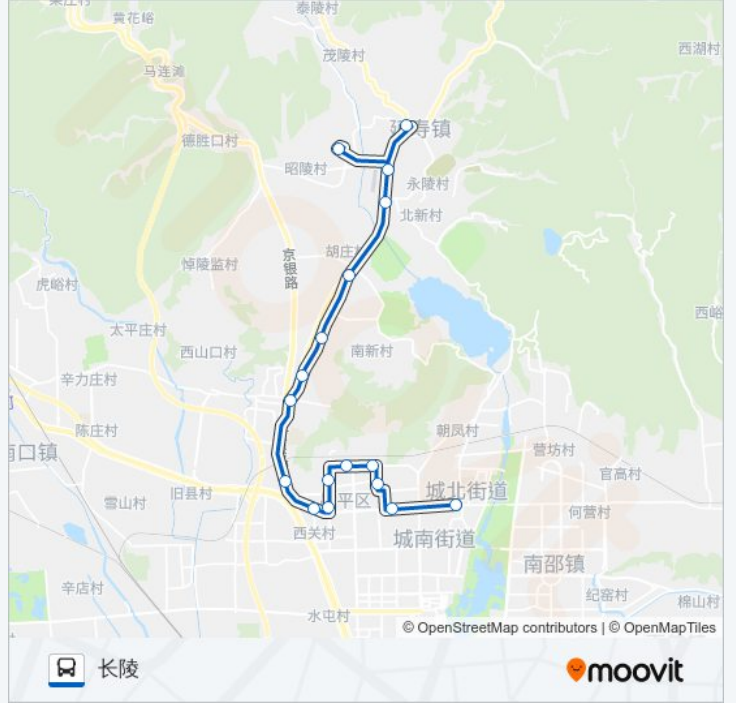 泰陵村
黄花峪
茂陵村
西湖村
马连滩
延寿镇
德胜口村
昭陵村
永陵村
北新村
胡庄村
京银路
悼陵监村
虎峪村
西峪
太平庄村
西山口村
南新村
辛力庄村
陈庄村
朝凤村
营坊村
南口镇
官高村
城北街道
雪山村
旧县村
平区
何营村
西关村
城南街道
南邵镇
辛店村
纪窑村
棉山村
水屯村
© OpenStreetMap contributors | © OpenMapTiles
长陵
moovit